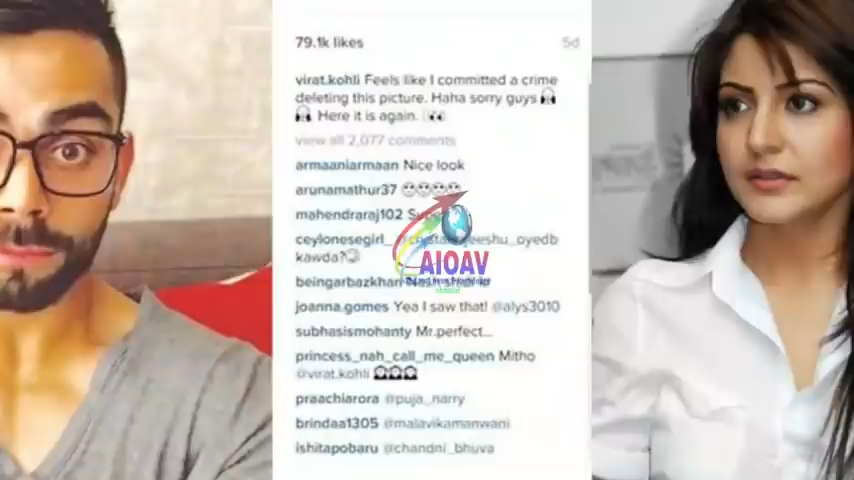 79.1k likes 5d
virat.kohli Feels like I committed a crime
deleting this picture. Haha sorry guys
Here it is again.
view all 2,077 comments
armaaniarmaan Nice look
arunamathur37
mahendraraj102
ceylonesegirl_
kawda?
AIOAV
beingarbazkhan
joanna.gomes Yea I saw that! @alys3010
subhasismohanty Mr.perfect...
princess_nah_call_me_queen Mitho
@virat.kohli
praachiarora @puja_narry
brindaa1305 @malavikamanwani
ishitapobaru @chandni_bhuva